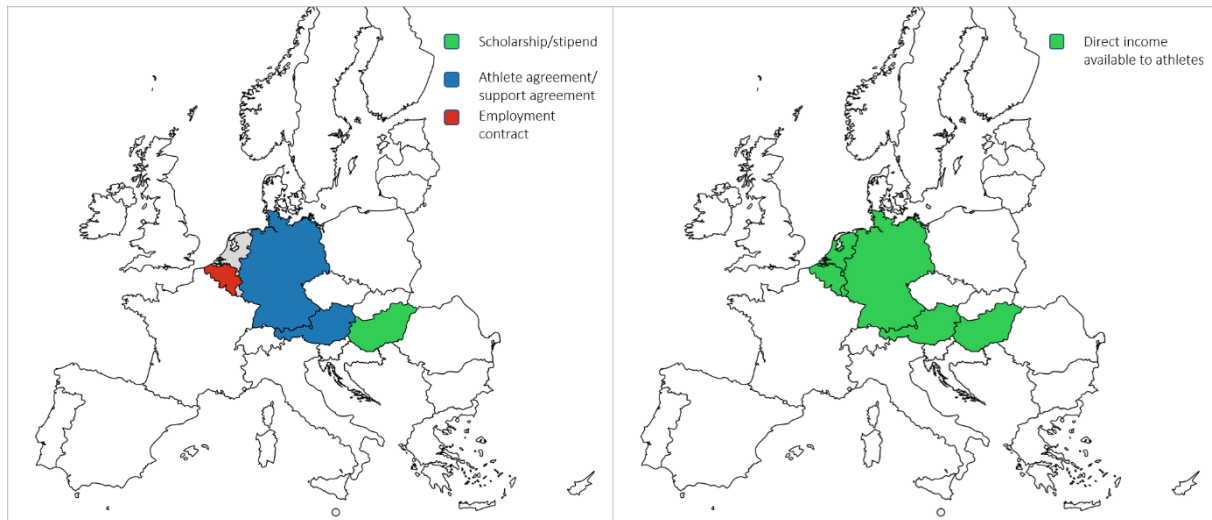 Scholarship/stipend
Athlete agreement/
support agreement
Employment
contract
Direct income
available to athletes